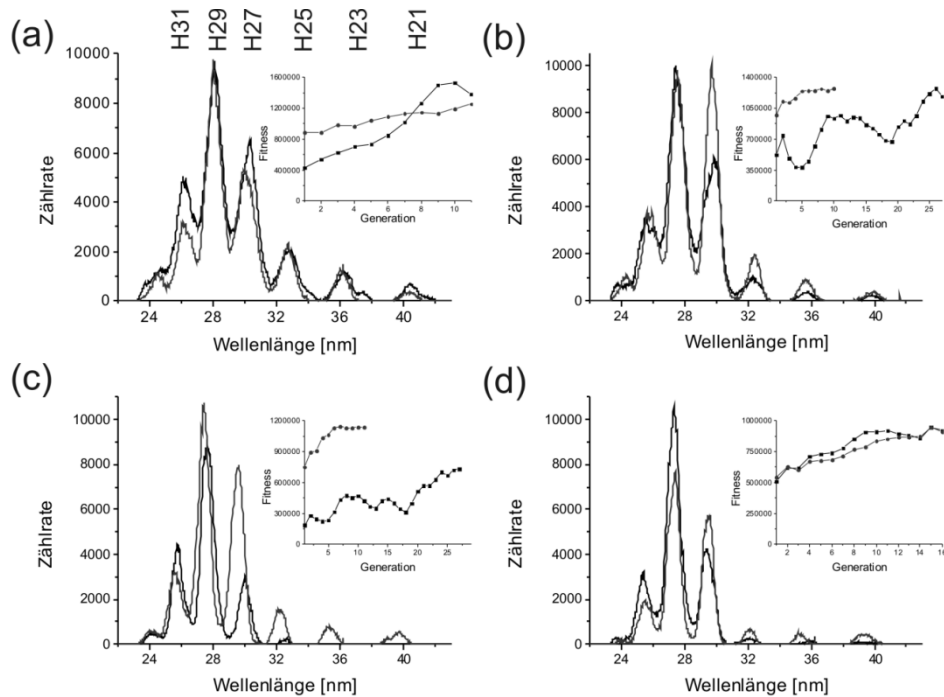 (a)
H31 H29 H27 H25 H23 H21
10000
8000
6000
4000
2000
0
Zählrate
24 28 32 36 40
Wellenlänge [nm]
1600000
1200000
800000
400000
0
Fitness
2 4 6 8 10
Generation
(b)
10000
8000
6000
4000
2000
0
Zählrate
24 28 32 36 40
Wellenlänge [nm]
1400000
1050000
700000
350000
0
Fitness
5 10 15 20 25
Generation
(c)
10000
8000
6000
4000
2000
0
Zählrate
24 28 32 36 40
Wellenlänge [nm]
1200000
900000
600000
300000
0
Fitness
5 10 15 20 25
Generation
(d)
10000
8000
6000
4000
2000
0
Zählrate
24 28 32 36 40
Wellenlänge [nm]
1000000
750000
500000
250000
0
Fitness
2 4 6 8 10 12 14 16
Generation